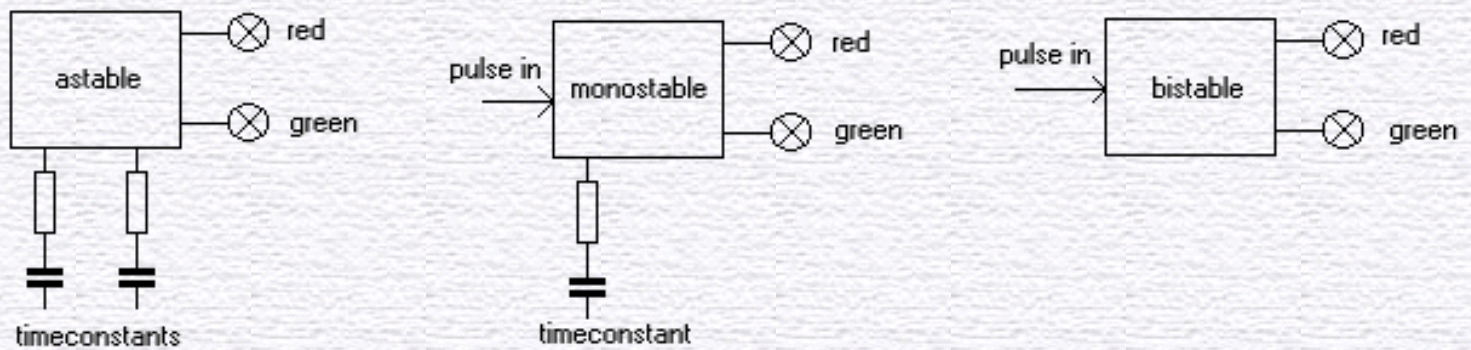 astable
red
green
timeconstants
pulse in
monostable
red
green
timeconstant
pulse in
bistable
red
green